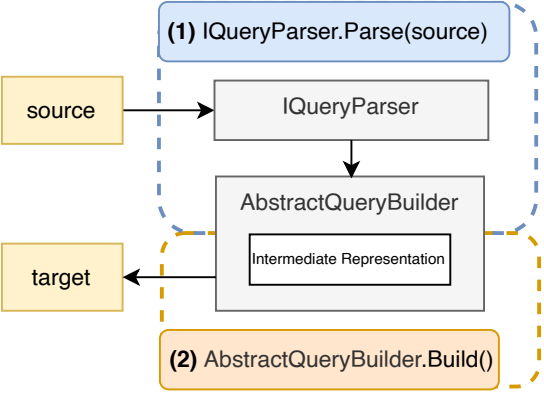 (1) IQueryParser.Parse(source)
source
IQueryParser
AbstractQueryBuilder
Intermediate Representation
target
(2) AbstractQueryBuilder.Build()